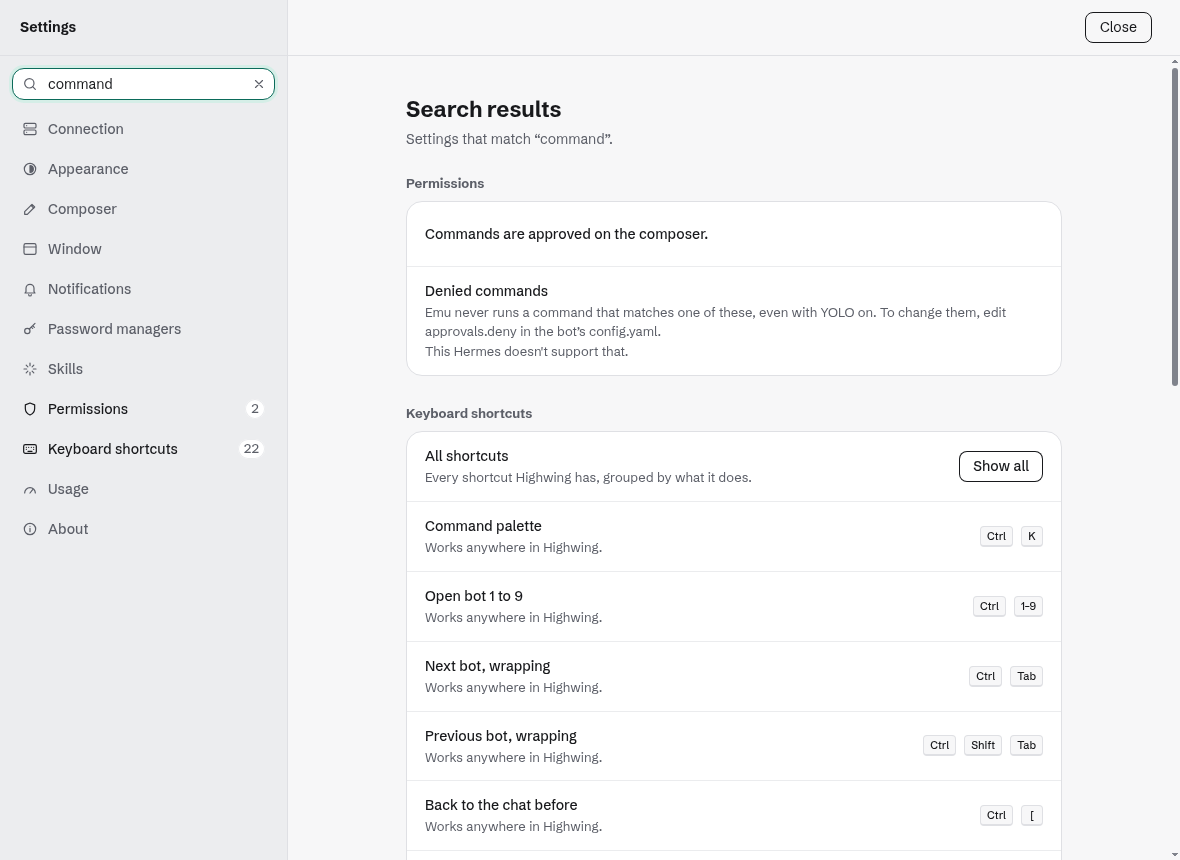 Settings
Close
command
Connection
Appearance
Composer
Window
Notifications
Password managers
Skills
Permissions 2
Keyboard shortcuts 22
Usage
About
Search results
Settings that match “command”.
Permissions
Commands are approved on the composer.
Denied commands
Emu never runs a command that matches one of these, even with YOLO on. To change them, edit
approvals.deny in the bot’s config.yaml.
This Hermes doesn't support that.
Keyboard shortcuts
All shortcuts
Every shortcut Highwing has, grouped by what it does.
Show all
Command palette
Works anywhere in Highwing.
Ctrl K
Open bot 1 to 9
Works anywhere in Highwing.
Ctrl 1–9
Next bot, wrapping
Works anywhere in Highwing.
Ctrl Tab
Previous bot, wrapping
Works anywhere in Highwing.
Ctrl Shift Tab
Back to the chat before
Works anywhere in Highwing.
Ctrl [